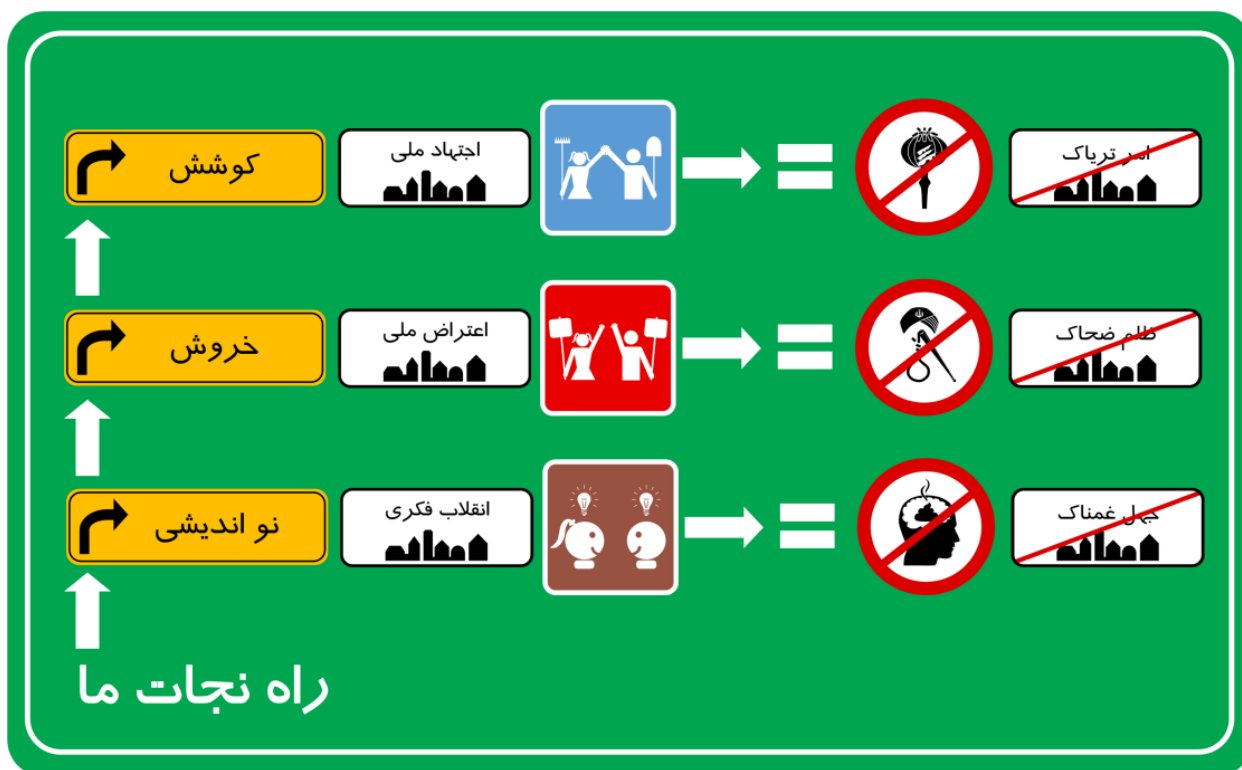 کوشش
اجتهاد ملی
امر تریاک
خروش
اعتراض ملی
ظلم ضحاک
نو اندیشی
انقلاب فکری
جهل غمناک
راه نجات ما